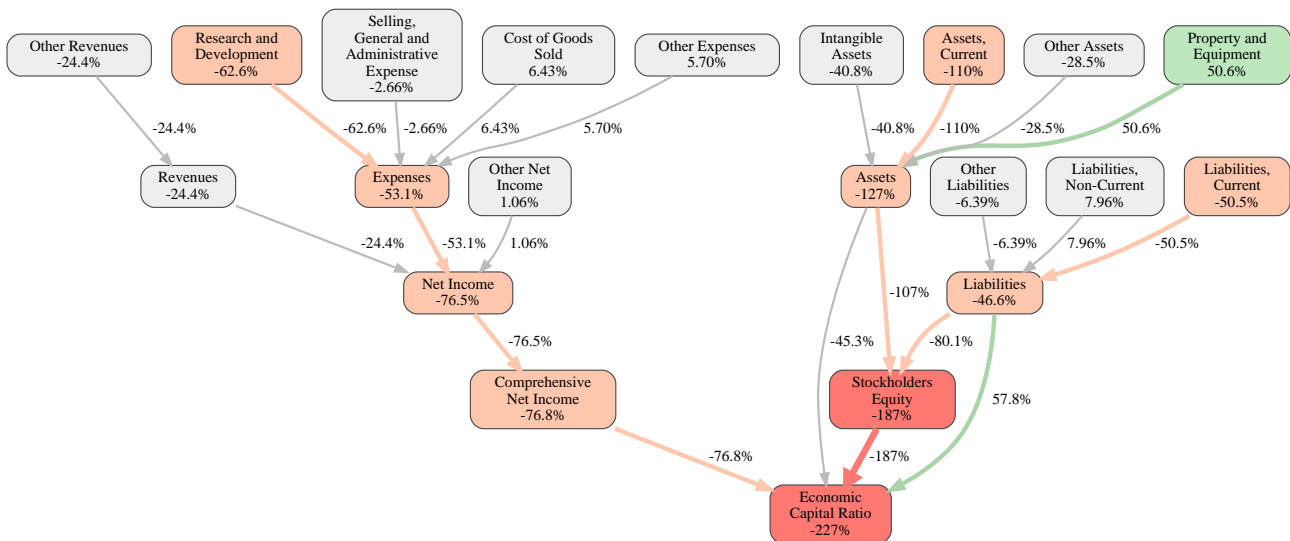 Other Revenues
-24.4%
Research and
Development
-62.6%
Selling,
General and
Administrative
Expense
-2.66%
Cost of Goods
Sold
6.43%
Other Expenses
5.70%
Intangible
Assets
-40.8%
Assets,
Current
-110%
Other Assets
-28.5%
Property and
Equipment
50.6%
-24.4%
-62.6%
-2.66%
6.43%
5.70%
-40.8%
-110%
-28.5%
50.6%
Revenues
-24.4%
Expenses
-53.1%
Other Net
Income
1.06%
Assets
-127%
Other
Liabilities
-6.39%
Liabilities,
Non-Current
7.96%
Liabilities,
Current
-50.5%
-24.4%
-53.1%
1.06%
-6.39%
7.96%
-50.5%
Net Income
-76.5%
-107%
Liabilities
-46.6%
-76.5%
-45.3%
-80.1%
Comprehensive
Net Income
-76.8%
Stockholders
Equity
-187%
57.8%
-76.8%
-187%
Economic
Capital Ratio
-227%